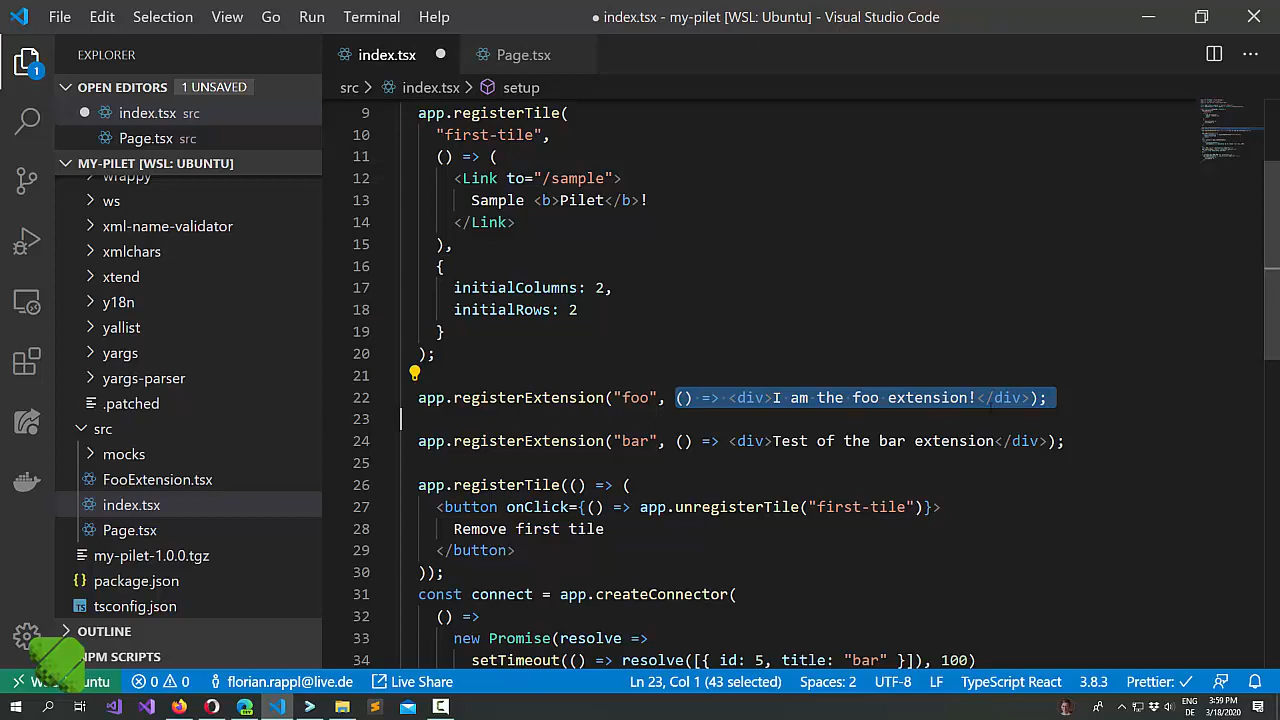 File Edit Selection View Go Run Terminal Help
● index.tsx - my-pilet [WSL: Ubuntu] - Visual Studio Code
EXPLORER
1
OPEN EDITORS 1 UNSAVED
index.tsx src
Page.tsx src
MY-PILET [WSL: UBUNTU]
wrappy
ws
xml-name-validator
xmlchars
xtend
y18n
yallist
yargs
yargs-parser
.patched
src
mocks
FooExtension.tsx
index.tsx
Page.tsx
my-pilet-1.0.0.tgz
package.json
tsconfig.json
OUTLINE
NPM SCRIPTS
index.tsx
Page.tsx
src > index.tsx > setup
9 app.registerTile(
10 "first-tile",
11 () => (
12 <Link to="/sample">
13 Sample <b>Pilet</b>!
14 </Link>
15 ),
16 {
17 initialColumns: 2,
18 initialRows: 2
19 }
20 );
21
22 app.registerExtension("foo", () => <div>I am the foo extension!</div>);
23
24 app.registerExtension("bar", () => <div>Test of the bar extension</div>);
25
26 app.registerTile(() => (
27 <button onClick={() => app.unregisterTile("first-tile")}>
28 Remove first tile
29 </button>
30 ));
31 const connect = app.createConnector(
32 () =>
33 new Promise(resolve =>
34 setTimeout(() => resolve([{ id: 5, title: "bar" }]), 100)
0 0 florian.rappl@live.de Live Share Ln 23, Col 1 (43 selected) Spaces: 2 UTF-8 LF TypeScript React 3.8.3 Prettier: ✓
ENG
DE
3:59 PM
3/18/2020